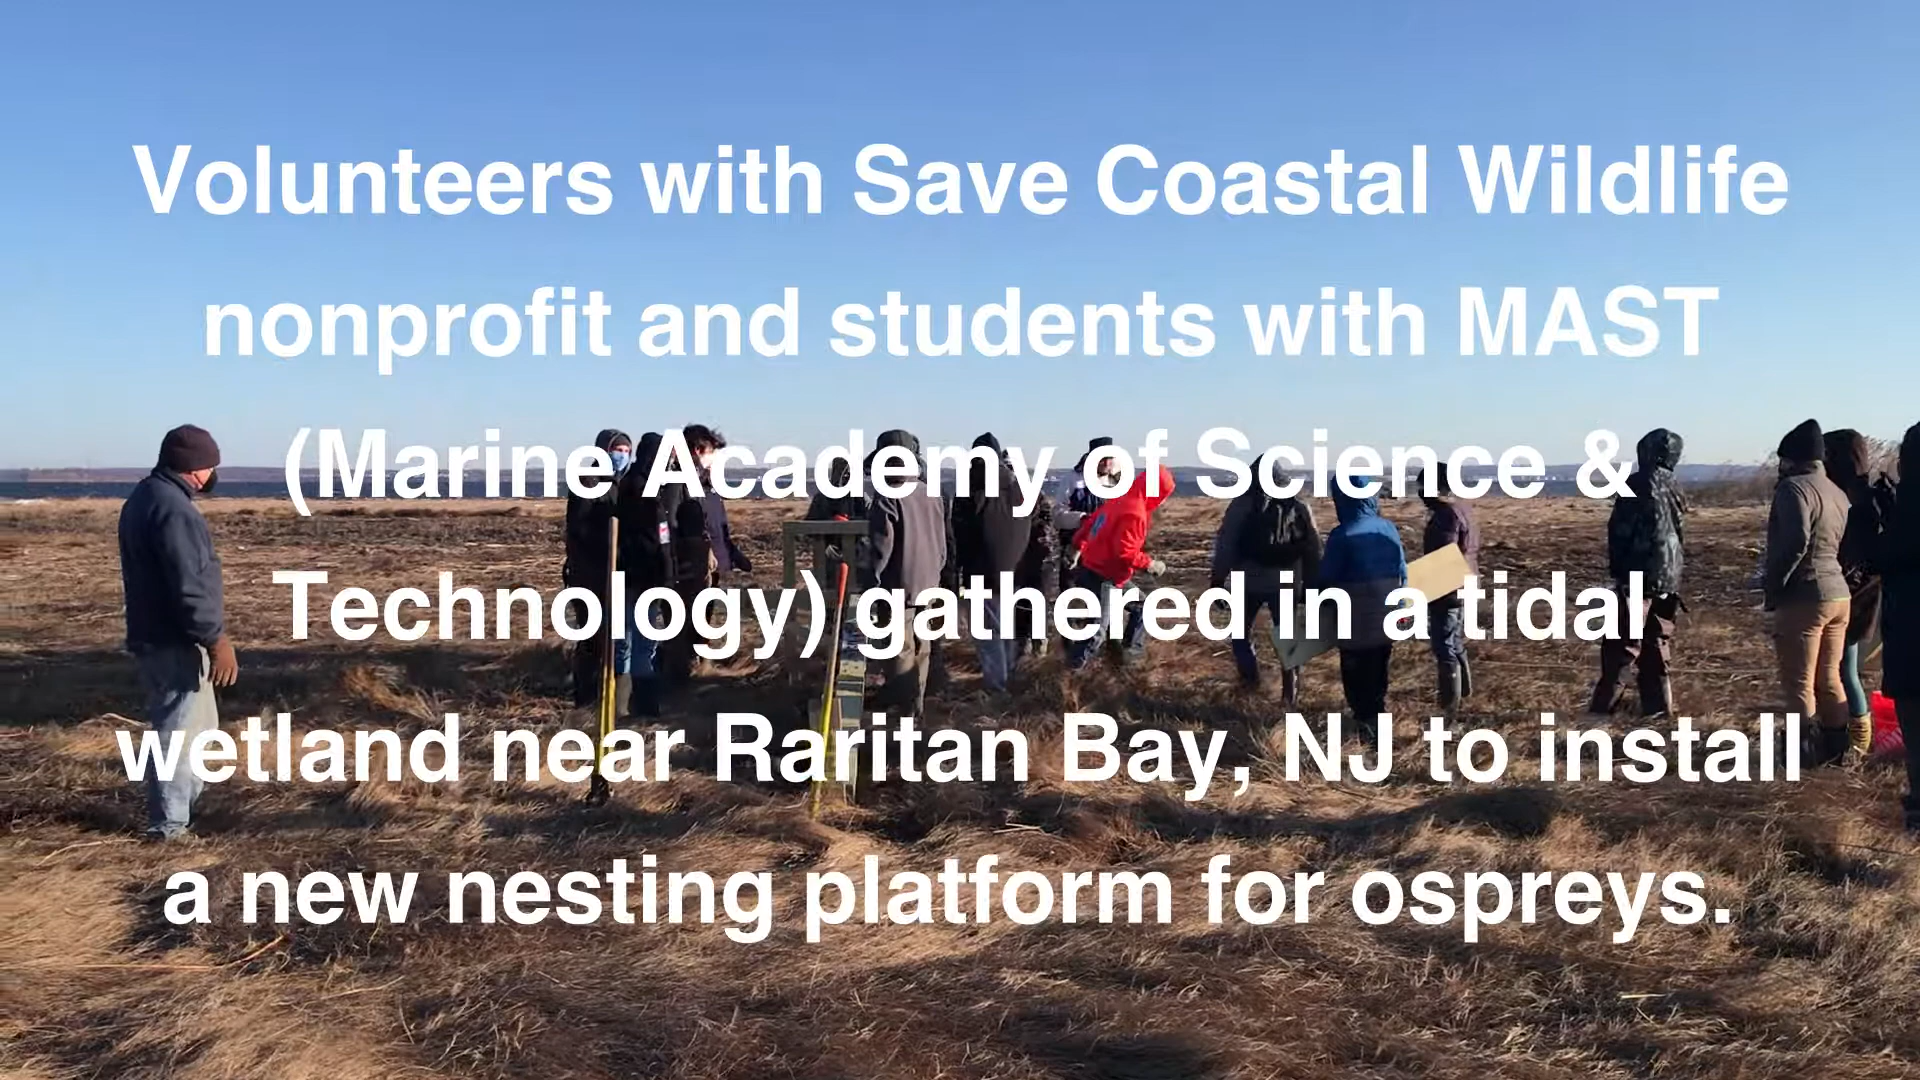 Volunteers with Save Coastal Wildlife
nonprofit and students with MAST
(Marine Academy of Science &
Technology) gathered in a tidal
wetland near Raritan Bay, NJ to install
a new nesting platform for ospreys.